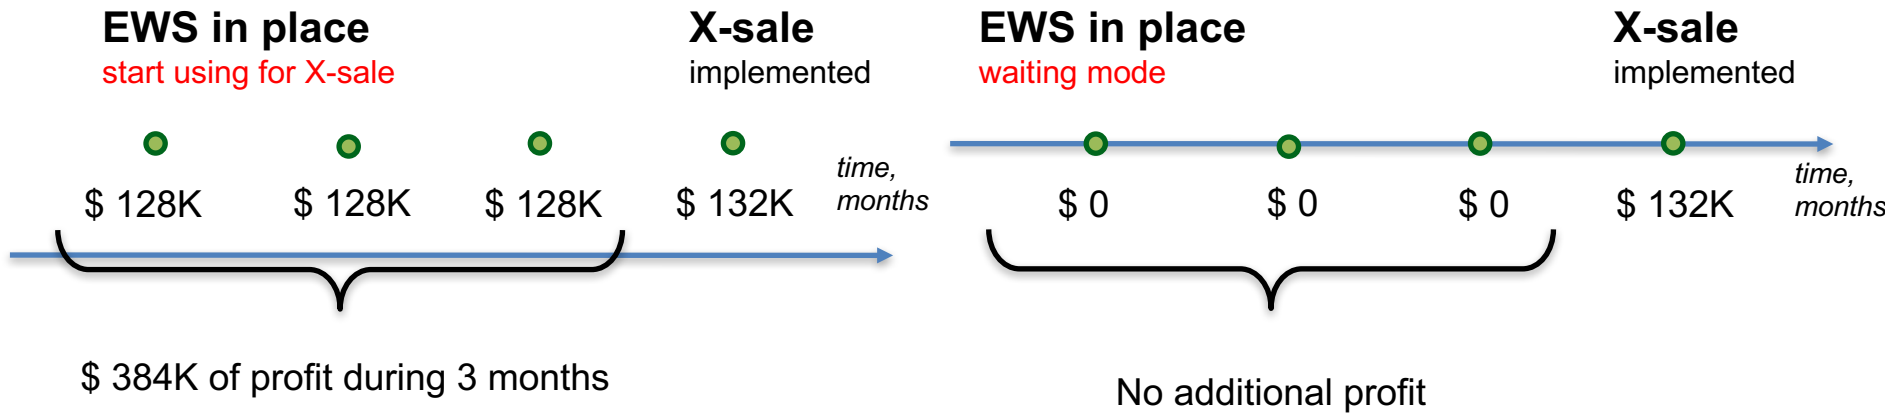 EWS in place
start using for X-sale
X-sale
implemented
$ 128K
$ 128K
$ 128K
$ 132K
time,
months
$ 384K of profit during 3 months
EWS in place
waiting mode
X-sale
implemented
$ 0
$ 0
$ 0
$ 132K
time,
months
No additional profit